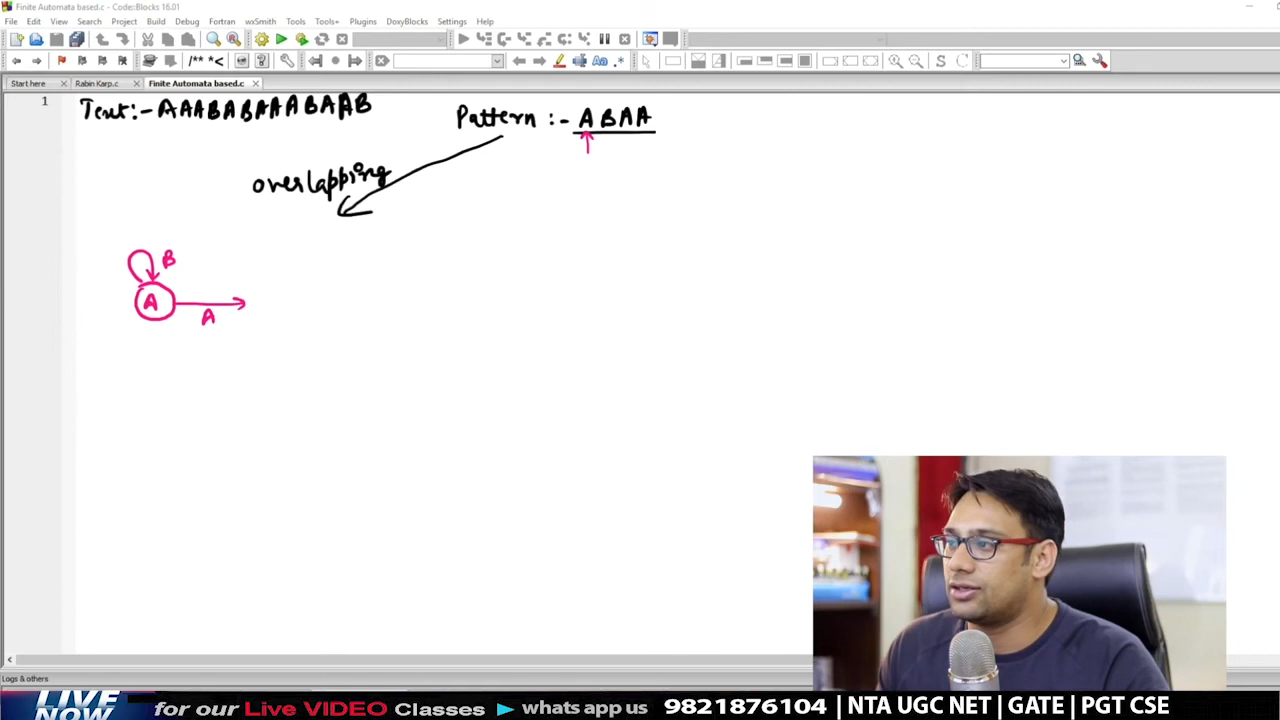 Finite Automata based.c - Code::Blocks 16.01
File Edit View Search Project Build Debug Fortran wxSmith Tools Tools+ Plugins DoxyBlocks Settings Help
/** *<
Start here Rabin Karp.c Finite Automata based.c
1
Text:- AAABABAAABAAB
Pattern :- ABAA
overlapping
B
A
A
Logs & others
LIVE NOW for our Live VIDEO Classes whats app us 9821876104 | NTA UGC NET | GATE | PGT CSE